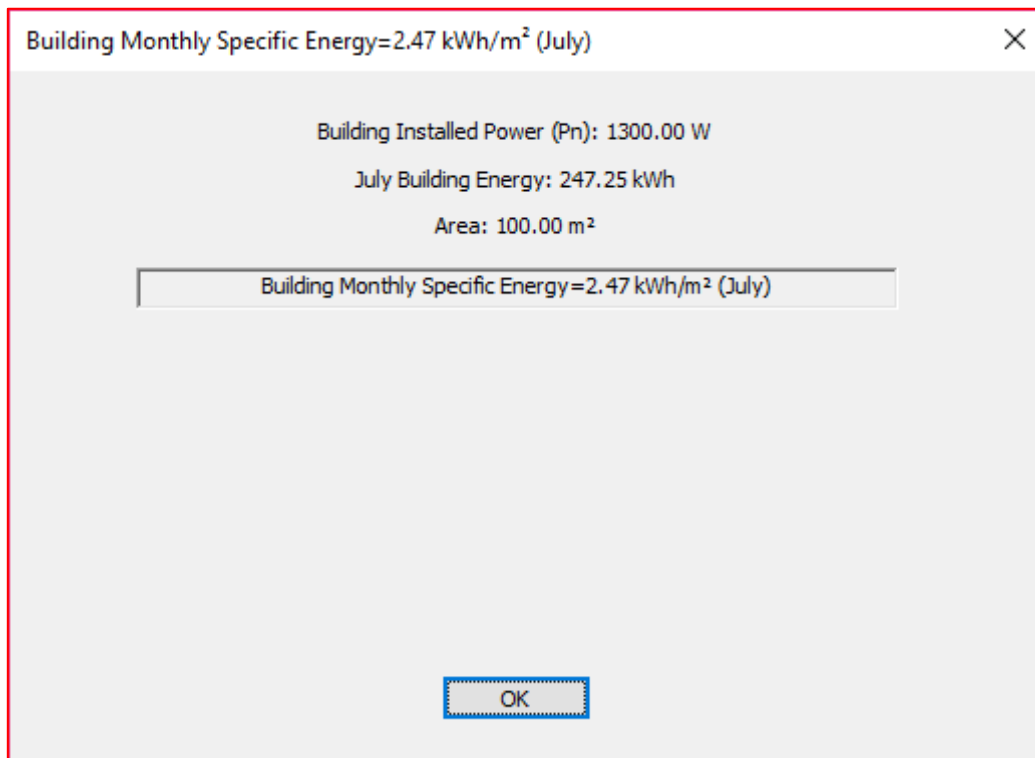 Building Monthly Specific Energy=2.47 kWh/m² (July)
Building Installed Power (Pn): 1300.00 W
July Building Energy: 247.25 kWh
Area: 100.00 m²
Building Monthly Specific Energy=2.47 kWh/m² (July)
OK